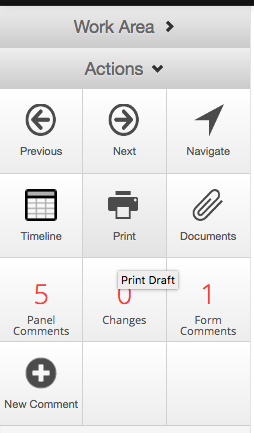 Work Area
Actions
Previous
Next
Navigate
Timeline
Print
Documents
Print Draft
5
0
1
Panel
Comments
Changes
Form
Comments
New Comment